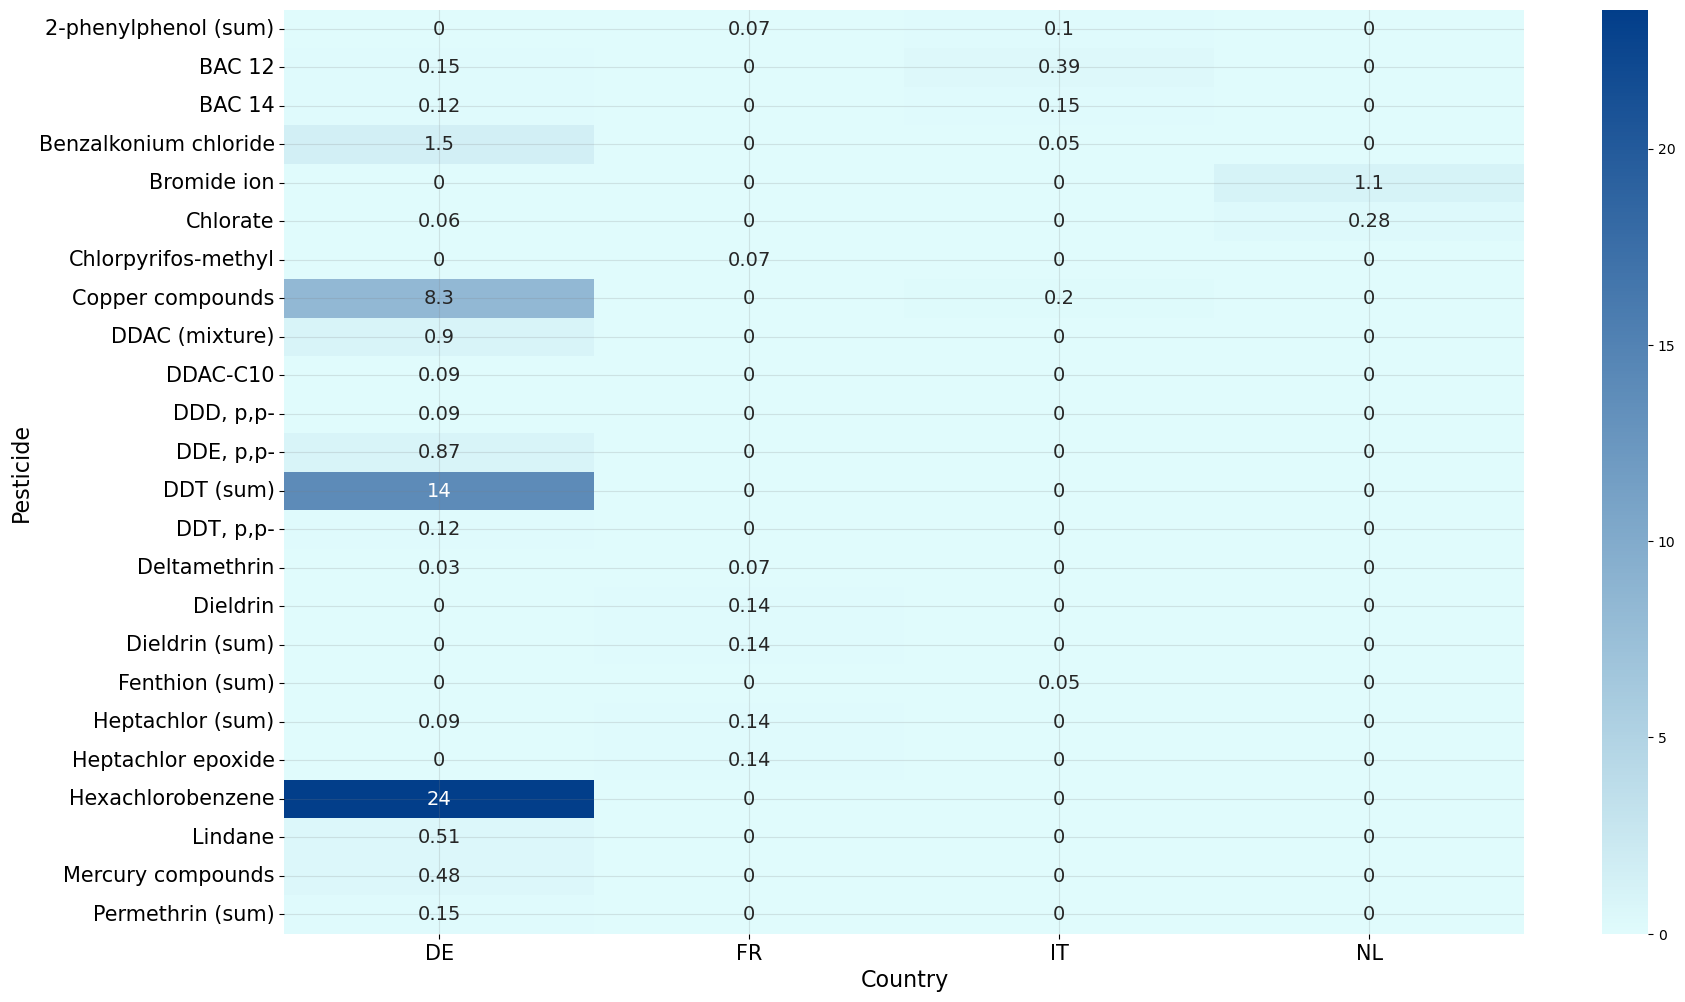 2-phenylphenol (sum) 0 0.07 0.1 0
BAC 12 0.15 0 0.39 0
BAC 14 0.12 0 0.15 0
Benzalkonium chloride 1.5 0 0.05 0
20
Bromide ion 0 0 0 1.1
Chlorate 0.06 0 0 0.28
Chlorpyrifos-methyl 0 0.07 0 0
Copper compounds 8.3 0 0.2 0
DDAC (mixture) 0.9 0 0 0
15
DDAC-C10 0.09 0 0 0
DDD, p,p- 0.09 0 0 0
DDE, p,p- 0.87 0 0 0
Pesticide
DDT (sum) 14 0 0 0
DDT, p,p- 0.12 0 0 0
10
Deltamethrin 0.03 0.07 0 0
Dieldrin 0 0.14 0 0
Dieldrin (sum) 0 0.14 0 0
Fenthion (sum) 0 0 0.05 0
Heptachlor (sum) 0.09 0.14 0 0
5
Heptachlor epoxide 0 0.14 0 0
Hexachlorobenzene 24 0 0 0
Lindane 0.51 0 0 0
Mercury compounds 0.48 0 0 0
Permethrin (sum) 0.15 0 0 0
0
DE FR IT NL
Country